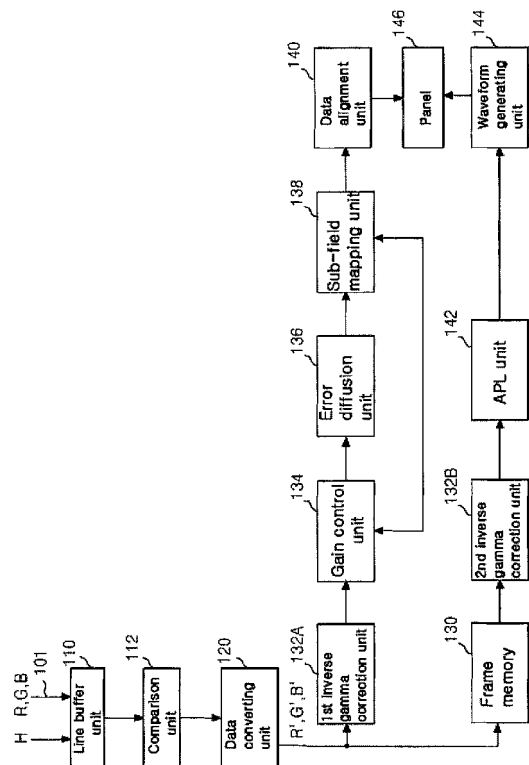 H
R,G,B
101
110
Line buffer
unit
112
Comparison
unit
120
Data
converting
unit
R',G',B'
132A
1st inverse
gamma
correction unit
134
Gain control
unit
136
Error
diffusion
unit
138
Sub-field
mapping unit
140
Data
alignment
unit
146
Panel
130
Frame
memory
132B
2nd inverse
gamma
correction unit
142
APL unit
144
Waveform
generating
unit